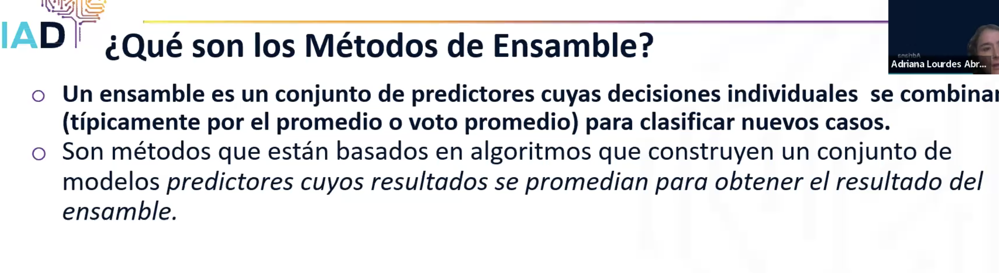 IAD
¿Qué son los Métodos de Ensamble?
Adriana
Adriana Lourdes Abr...
Un ensamble es un conjunto de predictores cuyas decisiones individuales se combinan
(típicamente por el promedio o voto promedio) para clasificar nuevos casos.
Son métodos que están basados en algoritmos que construyen un conjunto de
modelos predictores cuyos resultados se promedian para obtener el resultado del
ensamble.